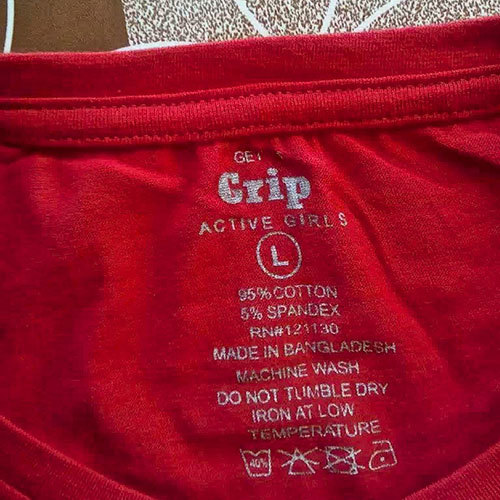 Crip
ACTIVE GIRLS
L
95% COTTON
5% SPANDEX
RN#121130
MADE IN BANGLADESH
MACHINE WASH
DO NOT TUMBLE DRY
IRON AT LOW
TEMPERATURE
40%